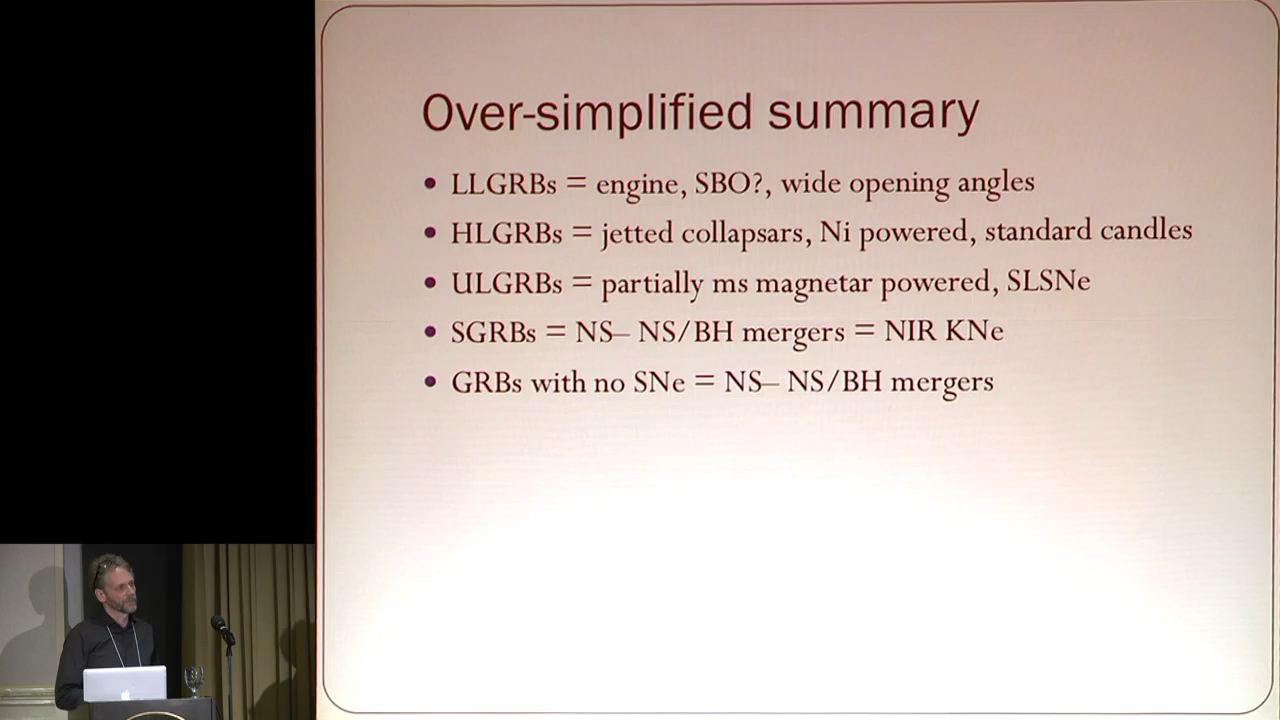 Over-simplified summary
• LLGRBs = engine, SBO?, wide opening angles
• HLGRBs = jetted collapsars, Ni powered, standard candles
• ULGRBs = partially ms magnetar powered, SLSNe
• SGRBs = NS– NS/BH mergers = NIR KNe
• GRBs with no SNe = NS– NS/BH mergers